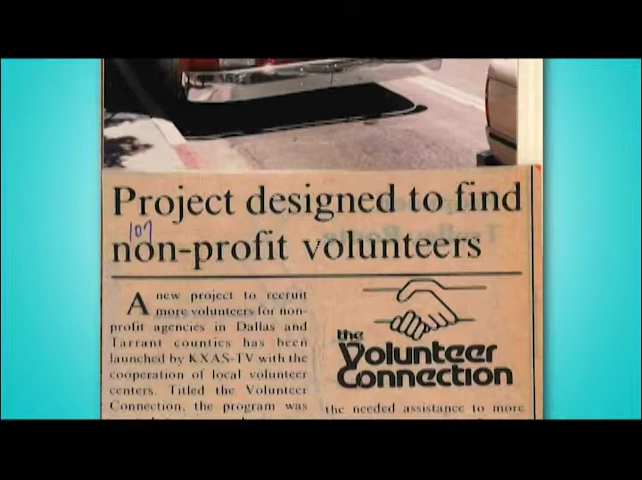 Project designed to find
107
non-profit volunteers
A new project to recruit
more volunteers for non-
profit agencies in Dallas and
Tarrant counties has been
launched by KXAS-TV with the
cooperation of local volunteer
centers. Titled the Volunteer
Connection, the program was
the
Volunteer
Connection
the needed assistance to more